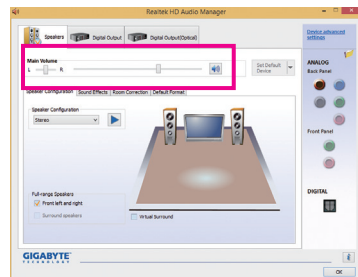 Realtek HD Audio Manager
Speakers
Digital Output
Digital Output(Optical)
Device advanced settings
Main Volume
L
R
Set Default Device
ANALOG
Back Panel
Speaker Configuration
Sound Effects
Room Correction
Default Format
Speaker Configuration
Stereo
Front Panel
Full-range Speakers
Front left and right
Surround speakers
Virtual Surround
DIGITAL
GIGABYTE
TECHNOLOGY
OK